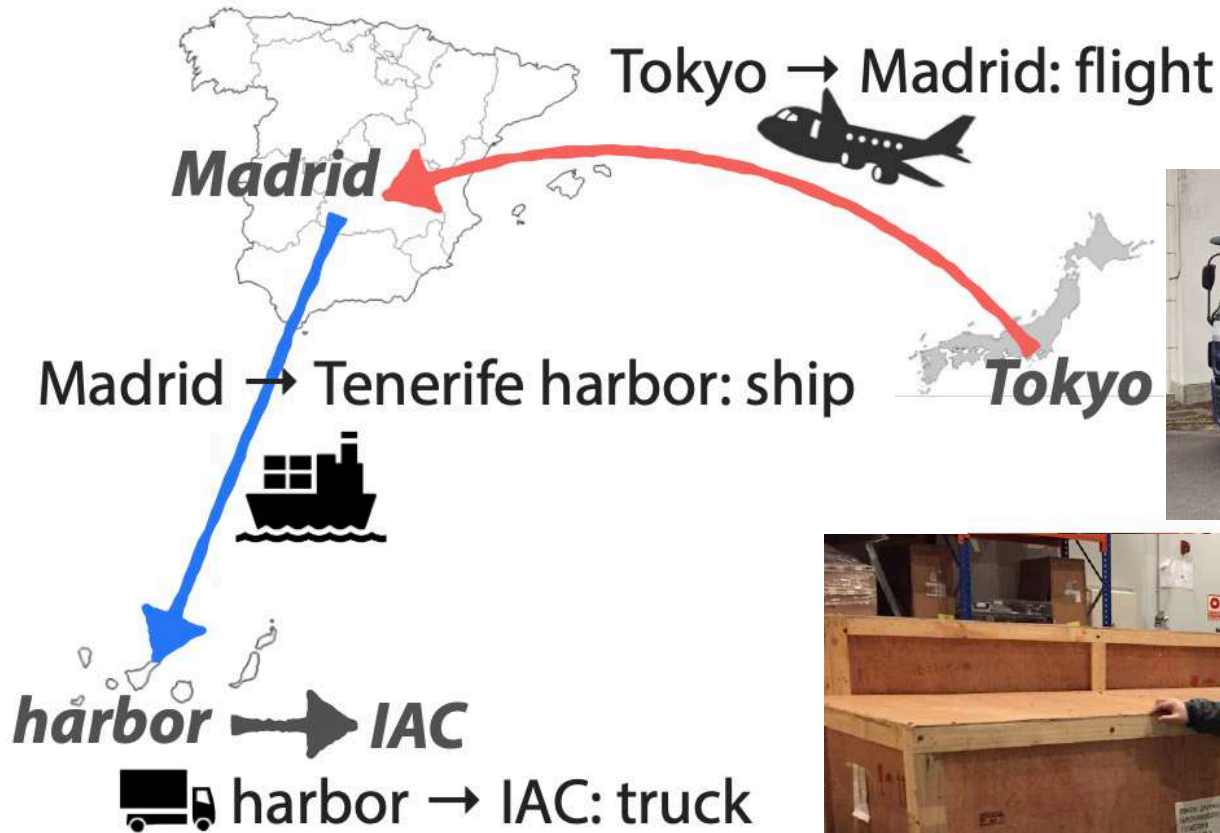 Tokyo → Madrid: flight
Madrid
Madrid → Tenerife harbor: ship
Tokyo
harbor
IAC
harbor → IAC: truck